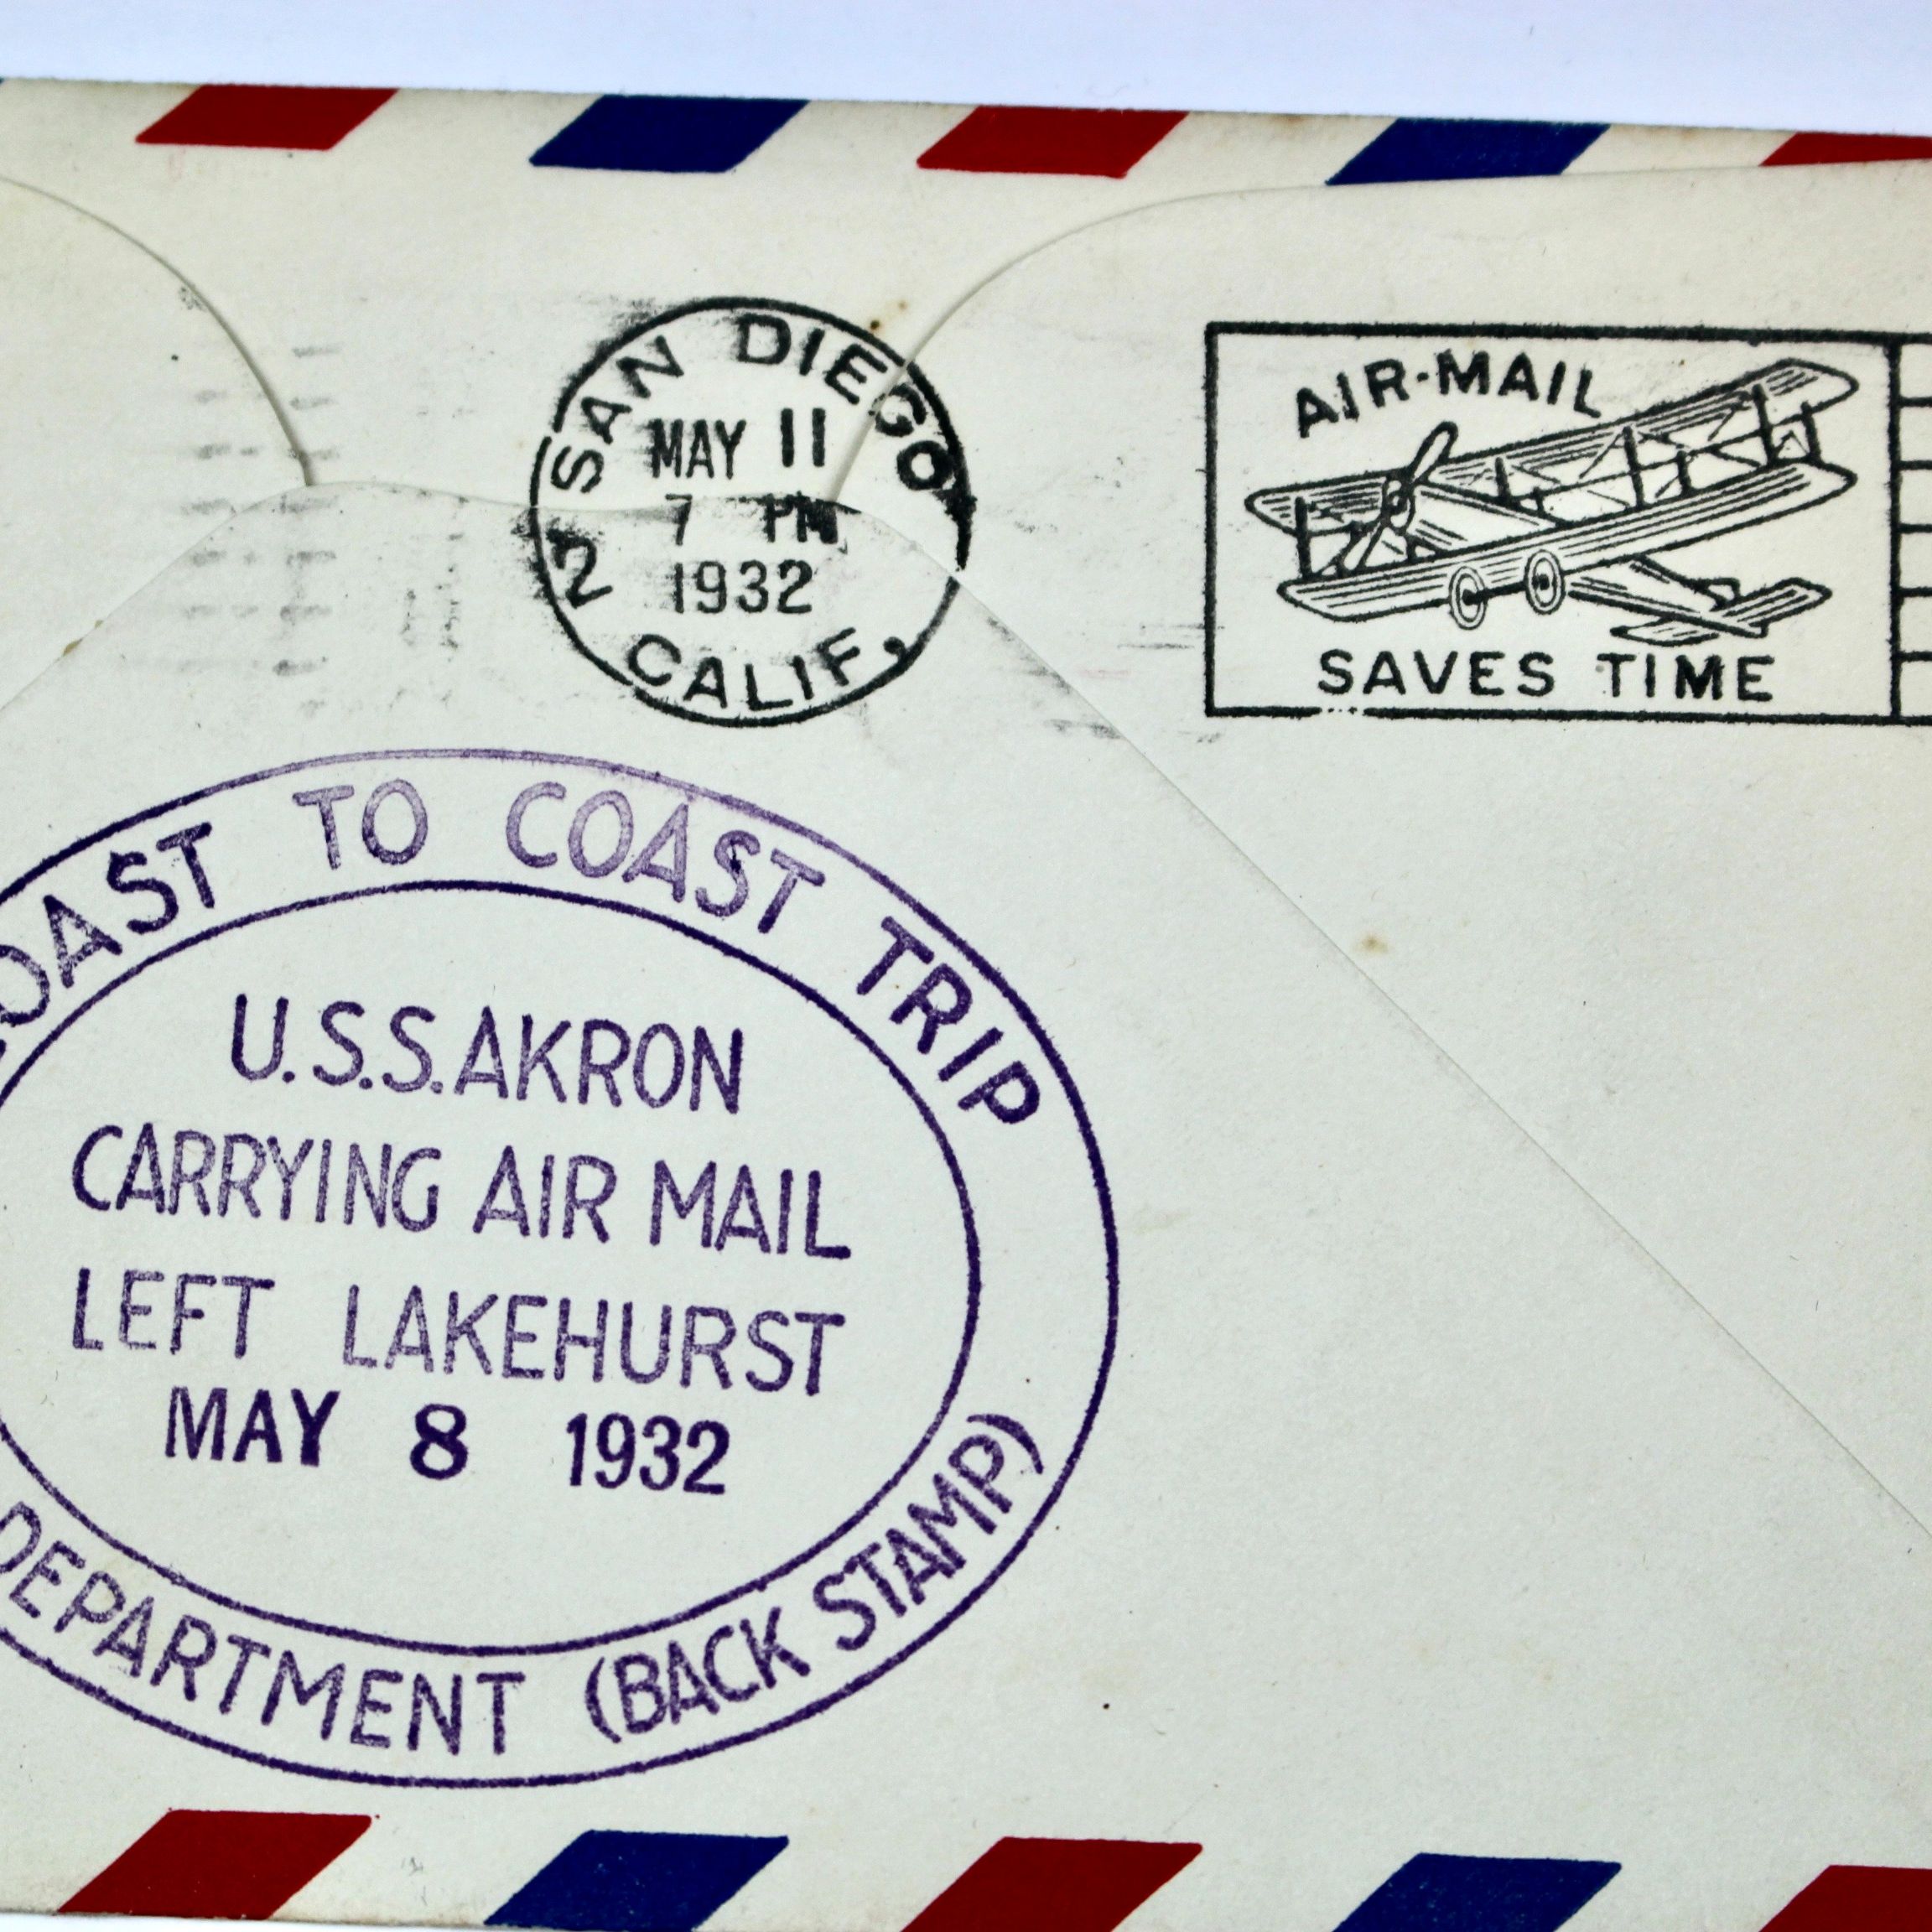 SAN DIEGO
MAY 11
7 PM
1932
2
CALIF,
AIR-MAIL
SAVES TIME
COAST TO COAST TRIP
U.S.S. AKRON
CARRYING AIR MAIL
LEFT LAKEHURST
MAY 8 1932
DEPARTMENT (BACK STAMP)